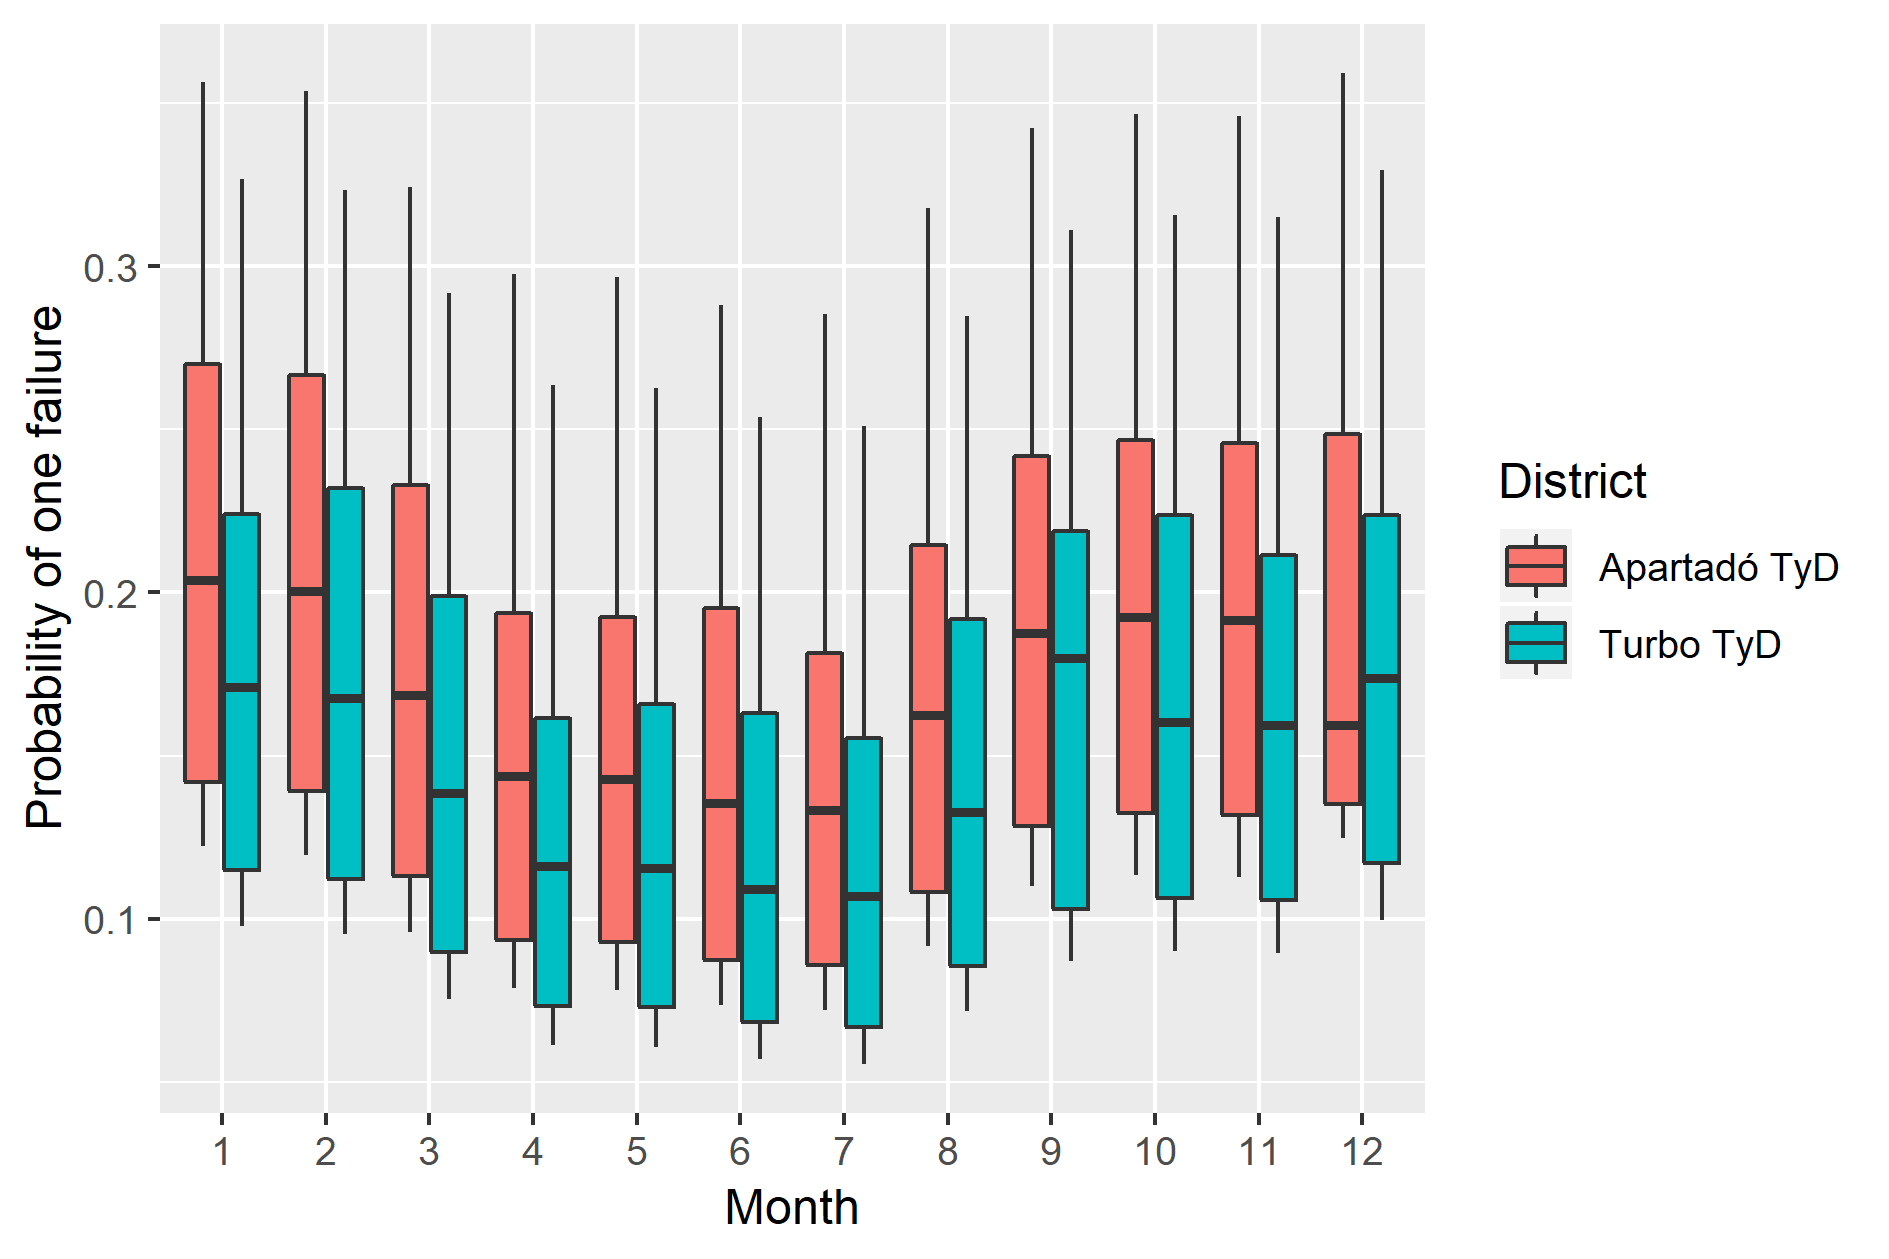 Probability of one failure
0.3
0.2
0.1
1 2 3 4 5 6 7 8 9 10 11 12
Month
District
Apartadó TyD
Turbo TyD